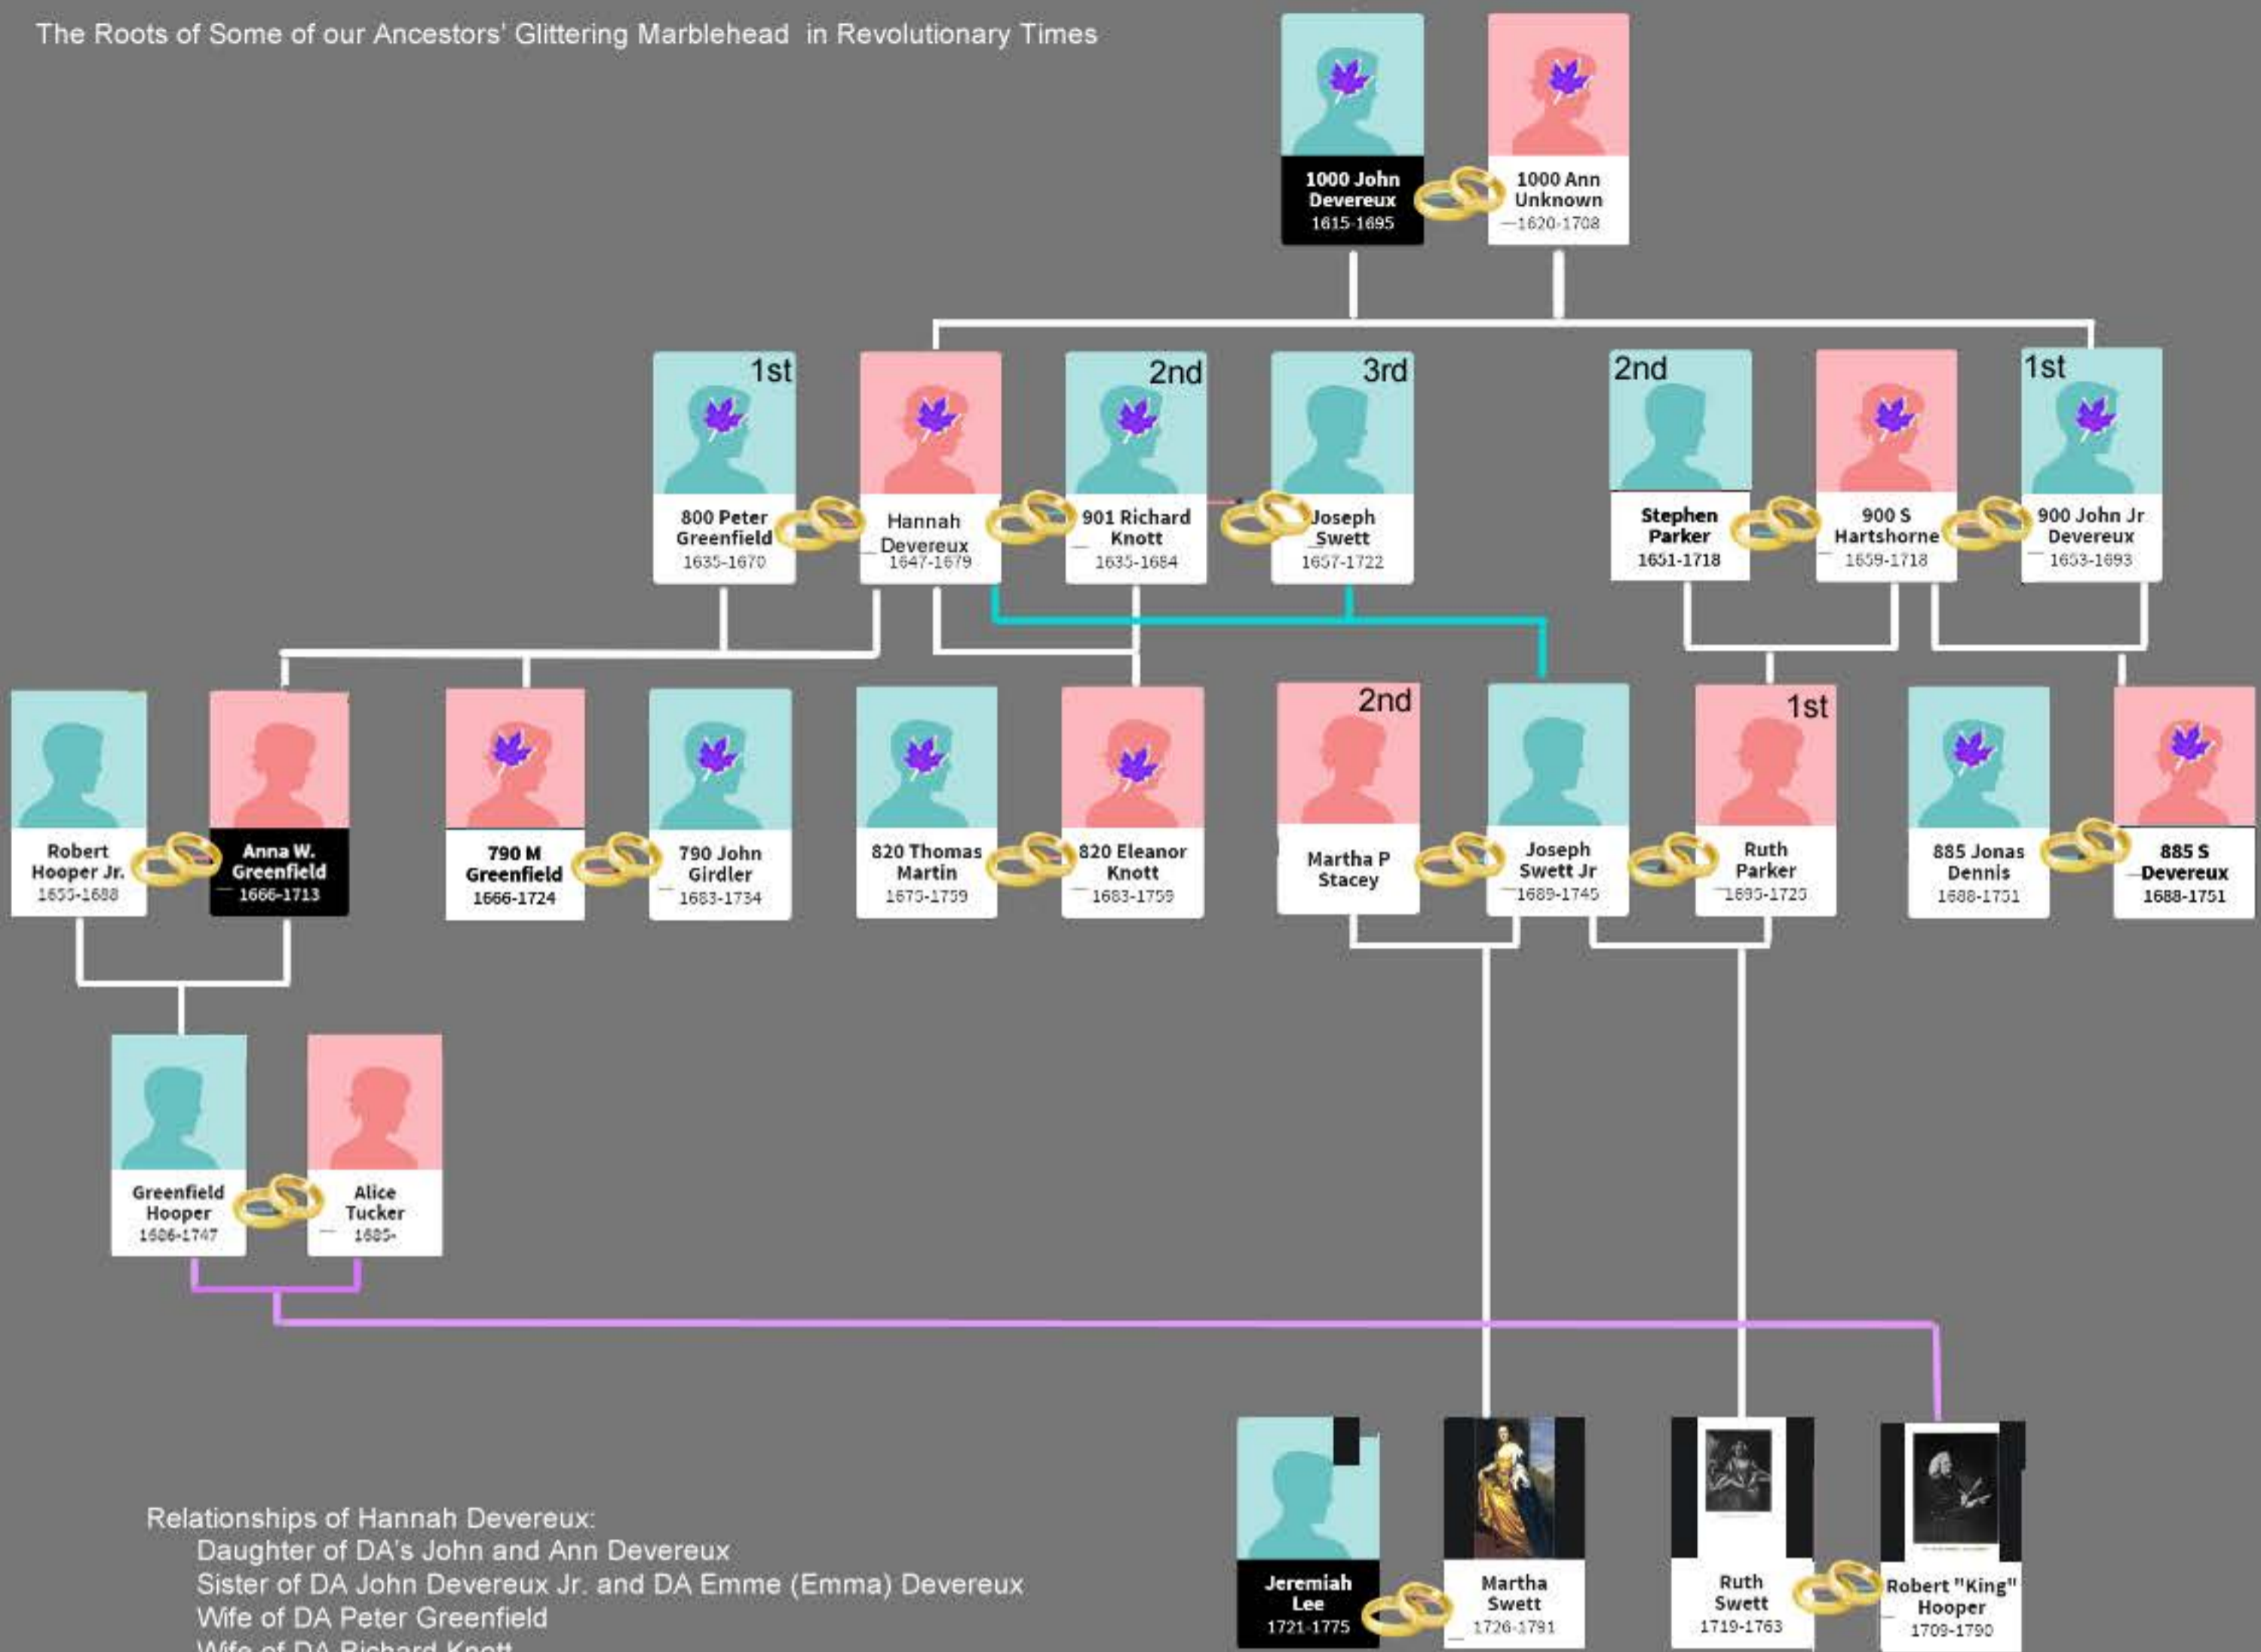 The Roots of Some of our Ancestors' Glittering Marblehead in Revolutionary Times
1000 John
Devereux
1615-1695
1000 Ann
Unknown
1620-1708
1st
800 Peter
Greenfield
1635-1670
Hannah
Devereux
1647-1679
2nd
901 Richard
Knott
1635-1684
3rd
Joseph
Swett
1657-1722
2nd
Stephen
Parker
1651-1718
900 S
Hartshorne
1659-1718
1st
900 John Jr
Devereux
1653-1693
Robert
Hooper Jr.
1655-1688
Anna W.
Greenfield
1666-1713
790 M
Greenfield
1666-1724
790 John
Girdler
1683-1734
820 Thomas
Martin
1675-1759
820 Eleanor
Knott
1683-1759
2nd
Martha P
Stacey
Joseph
Swett Jr
1689-1745
1st
Ruth
Parker
1695-1725
885 Jonas
Dennis
1688-1751
885 S
Devereux
1688-1751
Greenfield
Hooper
1686-1747
Alice
Tucker
1685-
Jeremiah
Lee
1721-1775
Martha
Swett
1726-1791
Ruth
Swett
1719-1763
Robert "King"
Hooper
1709-1790
Relationships of Hannah Devereux:
Daughter of DA's John and Ann Devereux
Sister of DA John Devereux Jr. and DA Emme (Emma) Devereux
Wife of DA Peter Greenfield
Wife of DA Richard Knott